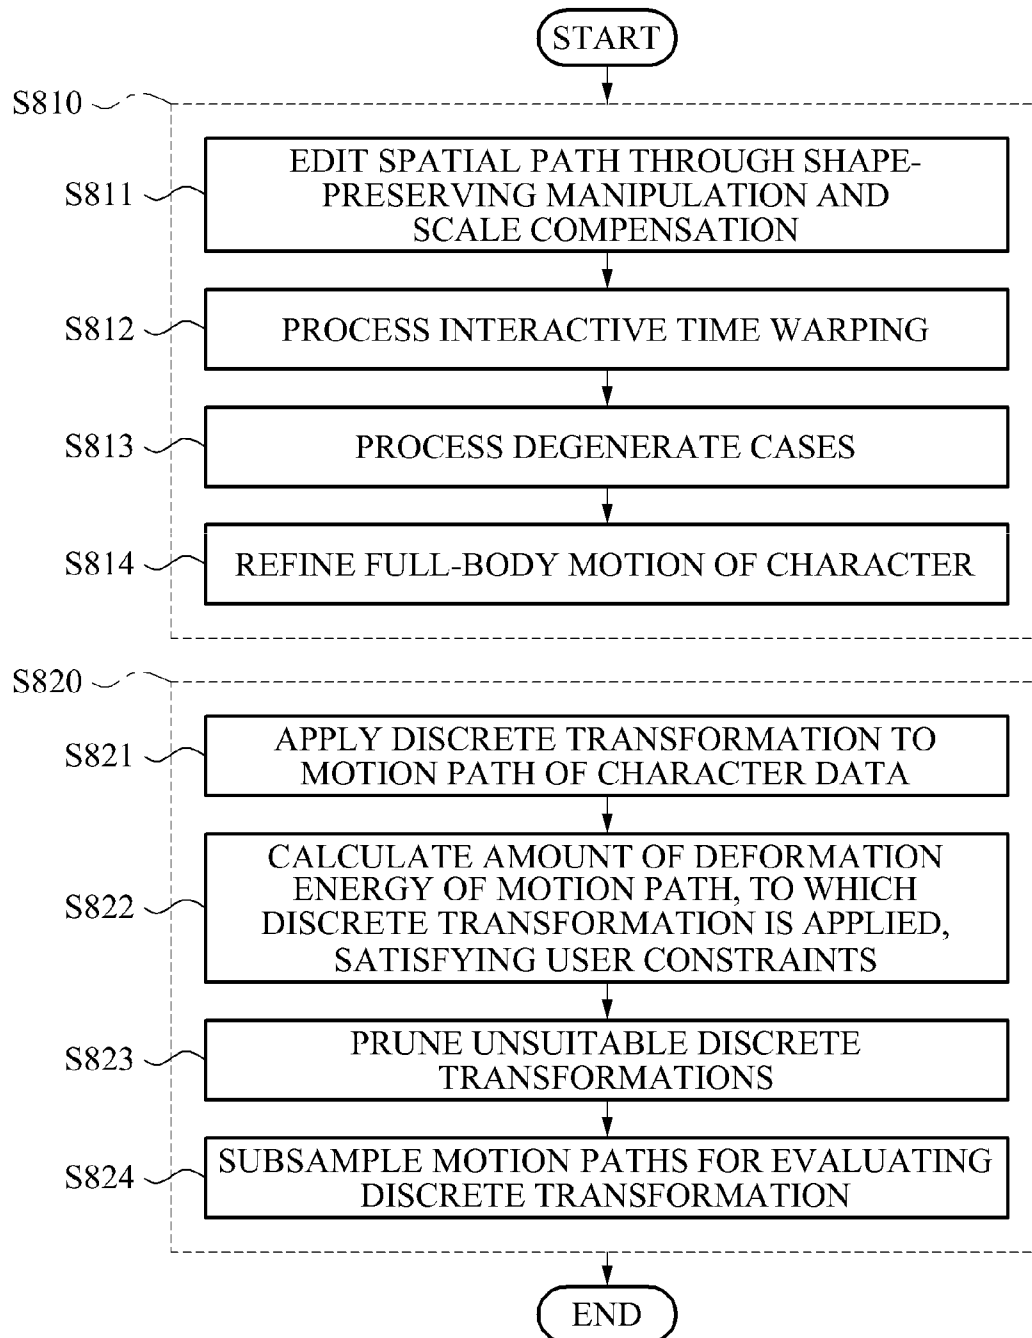 START
S810
S811
EDIT SPATIAL PATH THROUGH SHAPE-
PRESERVING MANIPULATION AND
SCALE COMPENSATION
S812
PROCESS INTERACTIVE TIME WARPING
S813
PROCESS DEGENERATE CASES
S814
REFINE FULL-BODY MOTION OF CHARACTER
S820
S821
APPLY DISCRETE TRANSFORMATION TO
MOTION PATH OF CHARACTER DATA
S822
CALCULATE AMOUNT OF DEFORMATION
ENERGY OF MOTION PATH, TO WHICH
DISCRETE TRANSFORMATION IS APPLIED,
SATISFYING USER CONSTRAINTS
S823
PRUNE UNSUITABLE DISCRETE
TRANSFORMATIONS
S824
SUBSAMPLE MOTION PATHS FOR EVALUATING
DISCRETE TRANSFORMATION
END